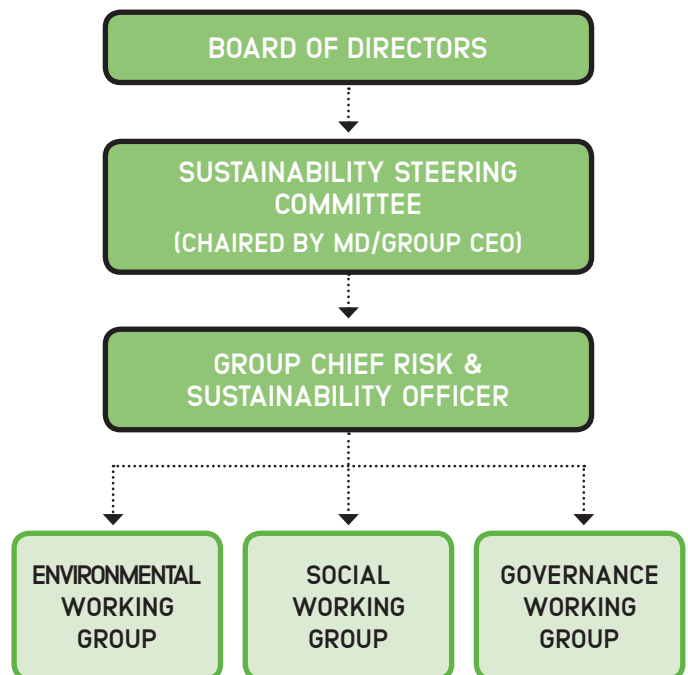 BOARD OF DIRECTORS
SUSTAINABILITY STEERING
COMMITTEE
(CHAIRED BY MD/GROUP CEO)
GROUP CHIEF RISK &
SUSTAINABILITY OFFICER
ENVIRONMENTAL
WORKING
GROUP
SOCIAL
WORKING
GROUP
GOVERNANCE
WORKING
GROUP